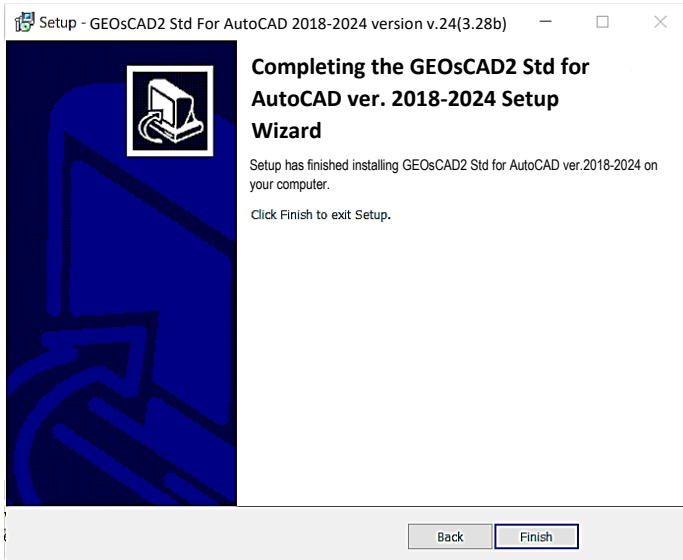 Setup - GEOsCAD2 Std For AutoCAD 2018-2024 version v.24(3.28b)
Completing the GEOsCAD2 Std for
AutoCAD ver. 2018-2024 Setup
Wizard
Setup has finished installing GEOsCAD2 Std for AutoCAD ver.2018-2024 on
your computer.
Click Finish to exit Setup.
Back
Finish